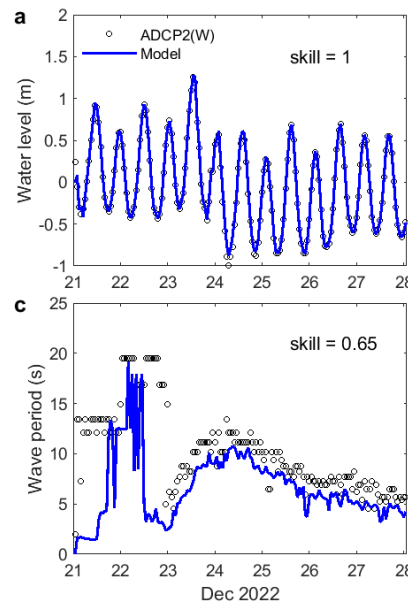 a
ADCP2(W)
Model
skill = 1
Water level (m)
2
1.5
1
0.5
0
-0.5
-1
21 22 23 24 25 26 27 28
c
skill = 0.65
Wave period (s)
25
20
15
10
5
0
21 22 23 24 25 26 27 28
Dec 2022